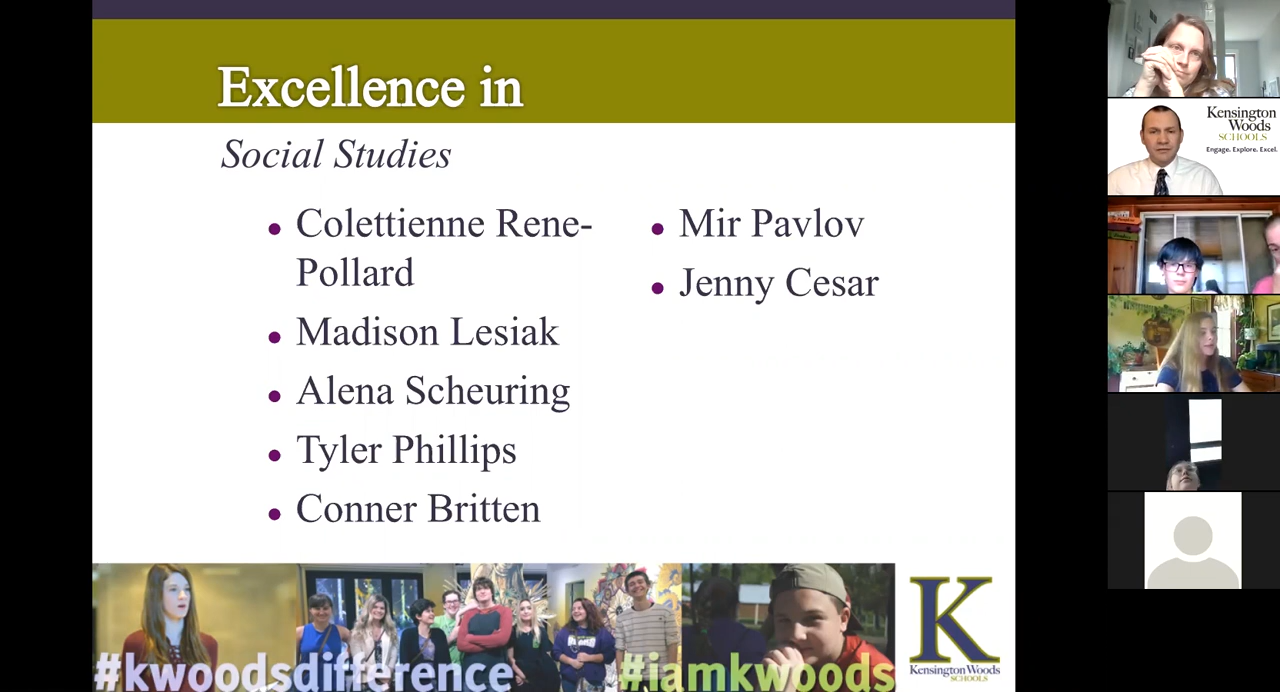 Excellence in
Social Studies
Colettienne Rene-
Pollard
Madison Lesiak
Alena Scheuring
Tyler Phillips
Conner Britten
Mir Pavlov
Jenny Cesar
#kwoodsdifference
#iamkwoods
K
Kensington Woods
SCHOOLS
Kensington
Woods
SCHOOLS
Engage. Explore. Excel.